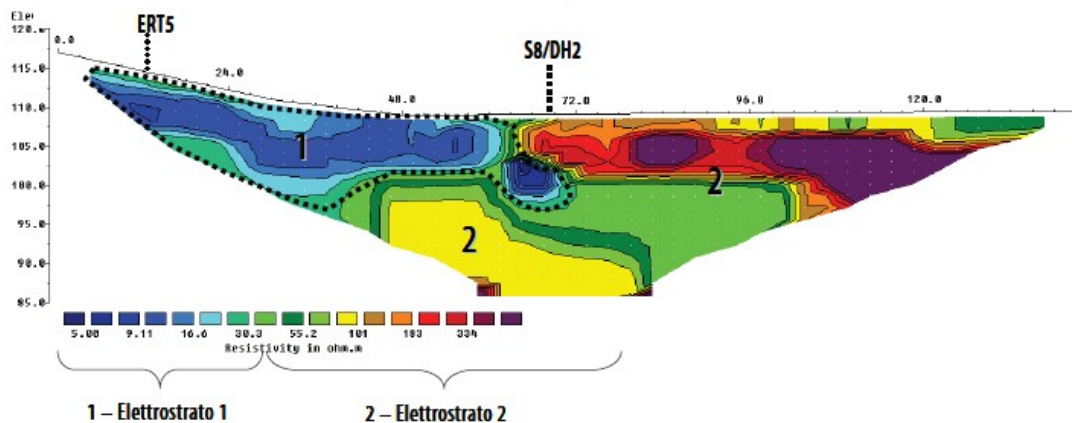 Elev
ERT5
S8/DH2
120.
0.0
24.0
48.0
72.0
96.0
120.0
115.0
110.0
105.0
100.0
95.0
90.0
85.0
1
2
2
5.00 9.11 16.6 30.3 55.2 101 183 334
Resistivity in ohm.m
1 – Elettrostrato 1
2 – Elettrostrato 2